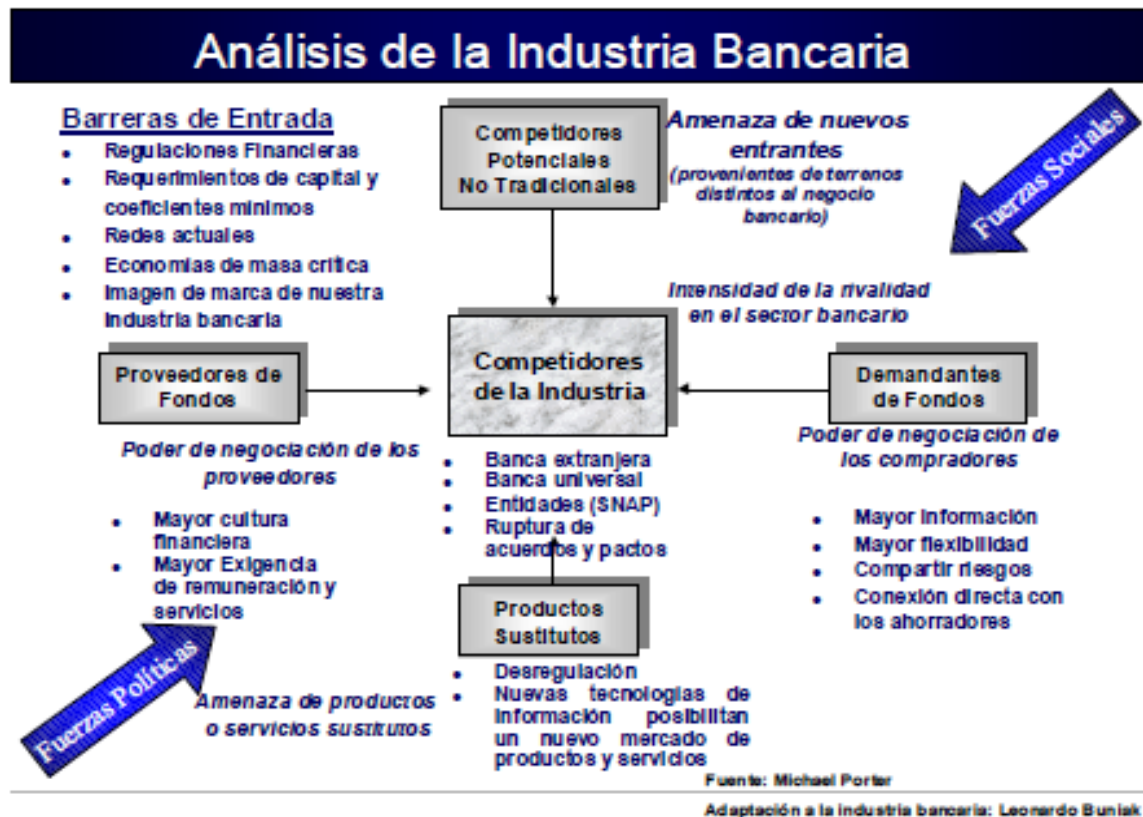 Análisis de la Industria Bancaria
Barreras de Entrada
• Regulaciones Financieras
• Requerimientos de capital y
coeficientes mínimos
• Redes actuales
• Economías de masa crítica
• Imagen de marca de nuestra
Industria bancaria
Competidores
Potenciales
No Tradicionales
Amenaza de nuevos
entrantes
(provenientes de terrenos
distintos al negocio
bancario)
Fuerzas Sociales
Intensidad de la rivalidad
en el sector bancario
Proveedores de
Fondos
Competidores
de la Industria
Demandantes
de Fondos
Poder de negociación de los
proveedores
• Mayor cultura
financiera
• Mayor Exigencia
de remuneración y
servicios
• Banca extranjera
• Banca universal
• Entidades (SNAP)
• Ruptura de
acuerdos y pactos
Poder de negociación de
los compradores
• Mayor Información
• Mayor flexibilidad
• Compartir riesgos
• Conexión directa con
los ahorradores
Productos
Sustitutos
Fuerzas Políticas
Amenaza de productos
o servicios sustitutos
• Desregulación
• Nuevas tecnologías de
Información posibilitan
un nuevo mercado de
productos y servicios
Fuente: Michael Porter
Adaptación a la industria bancaria: Leonardo Buniak